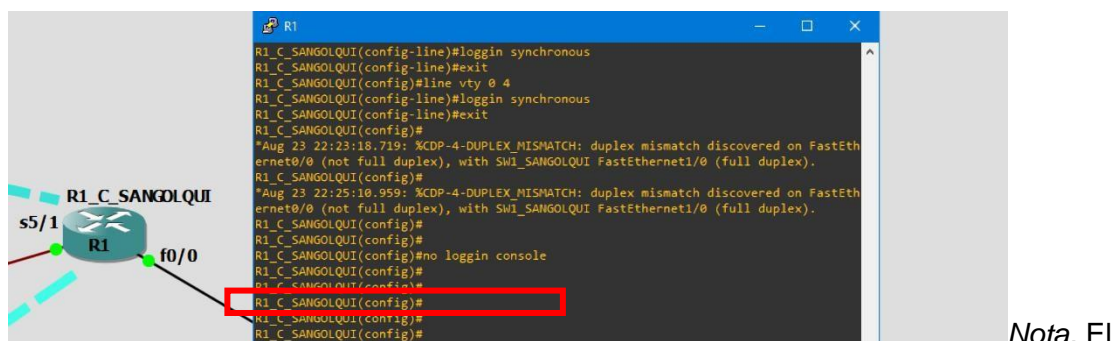 R1
R1_C_SANGOLQUI(config-line)#loggin synchronous
R1_C_SANGOLQUI(config-line)#exit
R1_C_SANGOLQUI(config)#line vty 0 4
R1_C_SANGOLQUI(config-line)#loggin synchronous
R1_C_SANGOLQUI(config-line)#exit
R1_C_SANGOLQUI(config)#
*Aug 23 22:23:18.719: %CDP-4-DUPLEX_MISMATCH: duplex mismatch discovered on FastEth
ernet0/0 (not full duplex), with SW1_SANGOLQUI FastEthernet1/0 (full duplex).
R1_C_SANGOLQUI(config)#
*Aug 23 22:25:10.959: %CDP-4-DUPLEX_MISMATCH: duplex mismatch discovered on FastEth
ernet0/0 (not full duplex), with SW1_SANGOLQUI FastEthernet1/0 (full duplex).
R1_C_SANGOLQUI(config)#
R1_C_SANGOLQUI(config)#
R1_C_SANGOLQUI(config)#no loggin console
R1_C_SANGOLQUI(config)#
R1_C_SANGOLQUI(config)#
R1_C_SANGOLQUI(config)#
R1_C_SANGOLQUI(config)#
R1_C_SANGOLQUI(config)#
R1_C_SANGOLQUI
s5/1
R1
f0/0
Nota. El